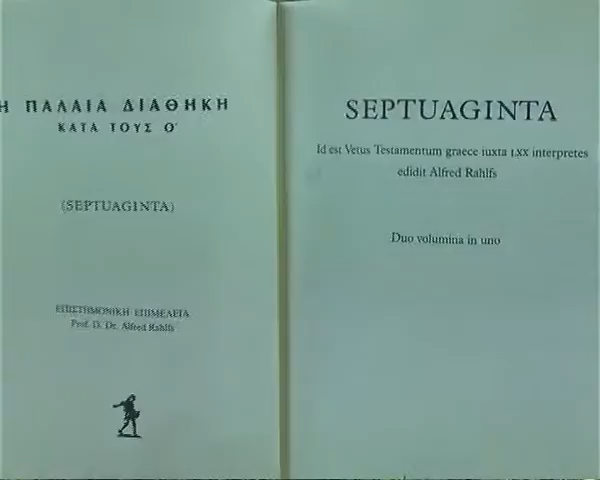 Η ΠΑΛΑΙΑ ΔΙΑΘΗΚΗ
ΚΑΤΑ ΤΟΥΣ Ο'
(SEPTUAGINTA)
ΕΠΙΣΤΗΜΟΝΙΚΗ ΕΠΙΜΕΛΕΙΑ
Prof. D. Dr. Alfred Rahlfs
SEPTUAGINTA
Id est Vetus Testamentum graece iuxta LXX interpretes
edidit Alfred Rahlfs
Duo volumina in uno